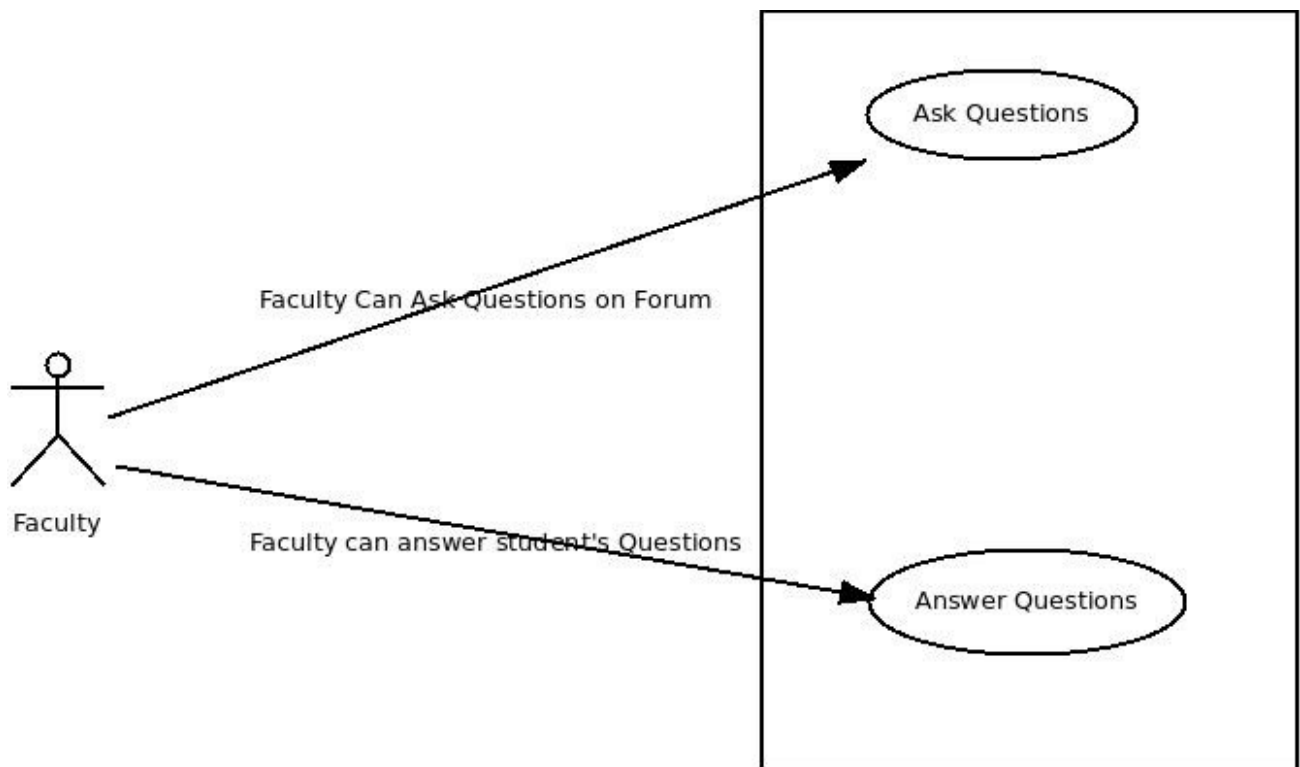 Ask Questions
Faculty Can Ask Questions on Forum
Faculty
Faculty can answer student's Questions
Answer Questions